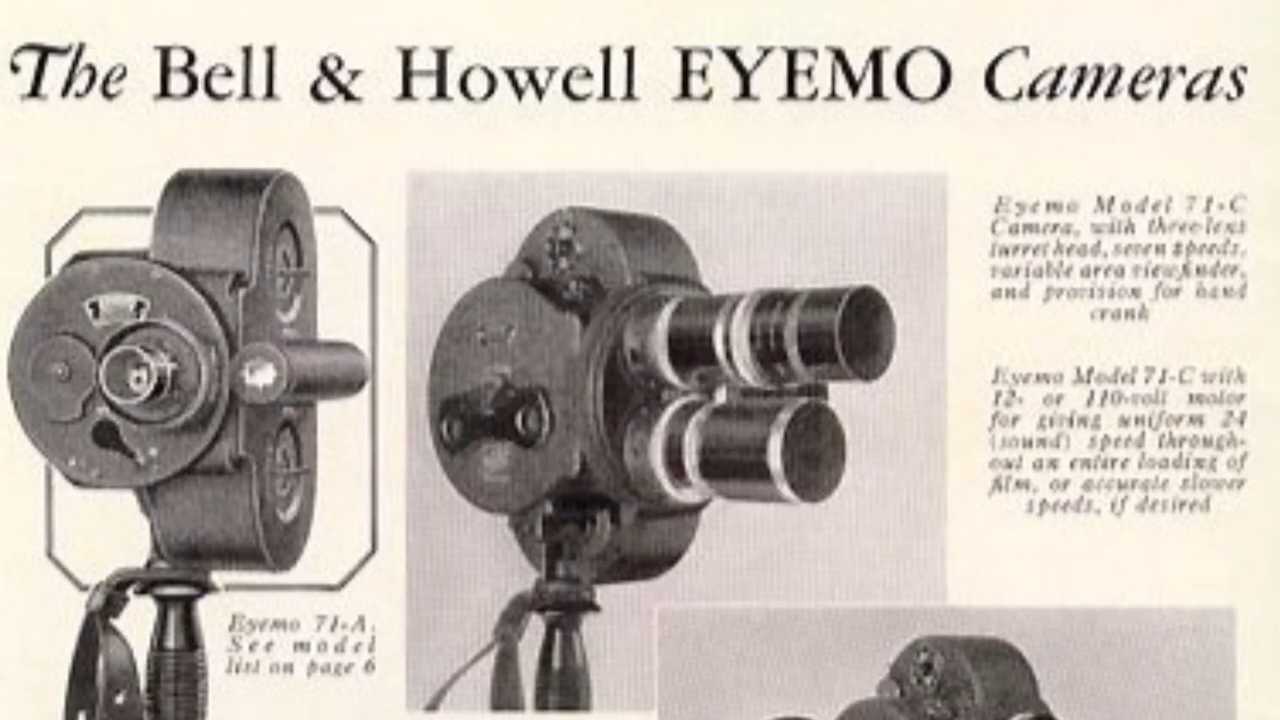 The Bell & Howell EYEMO Cameras
Eyemo Model 71-C
Camera, with three-lens
turret head, seven speeds,
variable area viewfinder,
and provision for hand
crank
Eyemo Model 71-C with
12- or 110-volt motor
for giving uniform 24
(sound) speed through-
out an entire loading of
film, or accurate slower
speeds, if desired
Eyemo 71-A.
See model
list on page 6